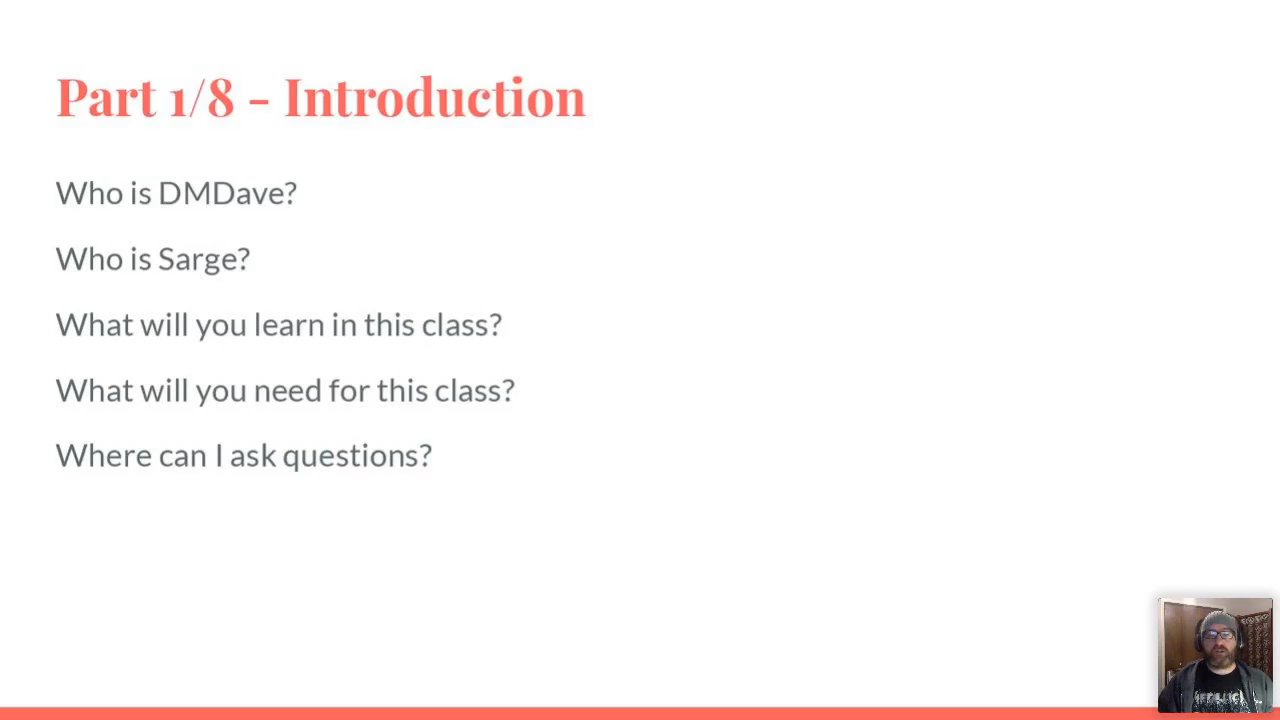 Part 1/8 - Introduction
Who is DMDave?
Who is Sarge?
What will you learn in this class?
What will you need for this class?
Where can I ask questions?